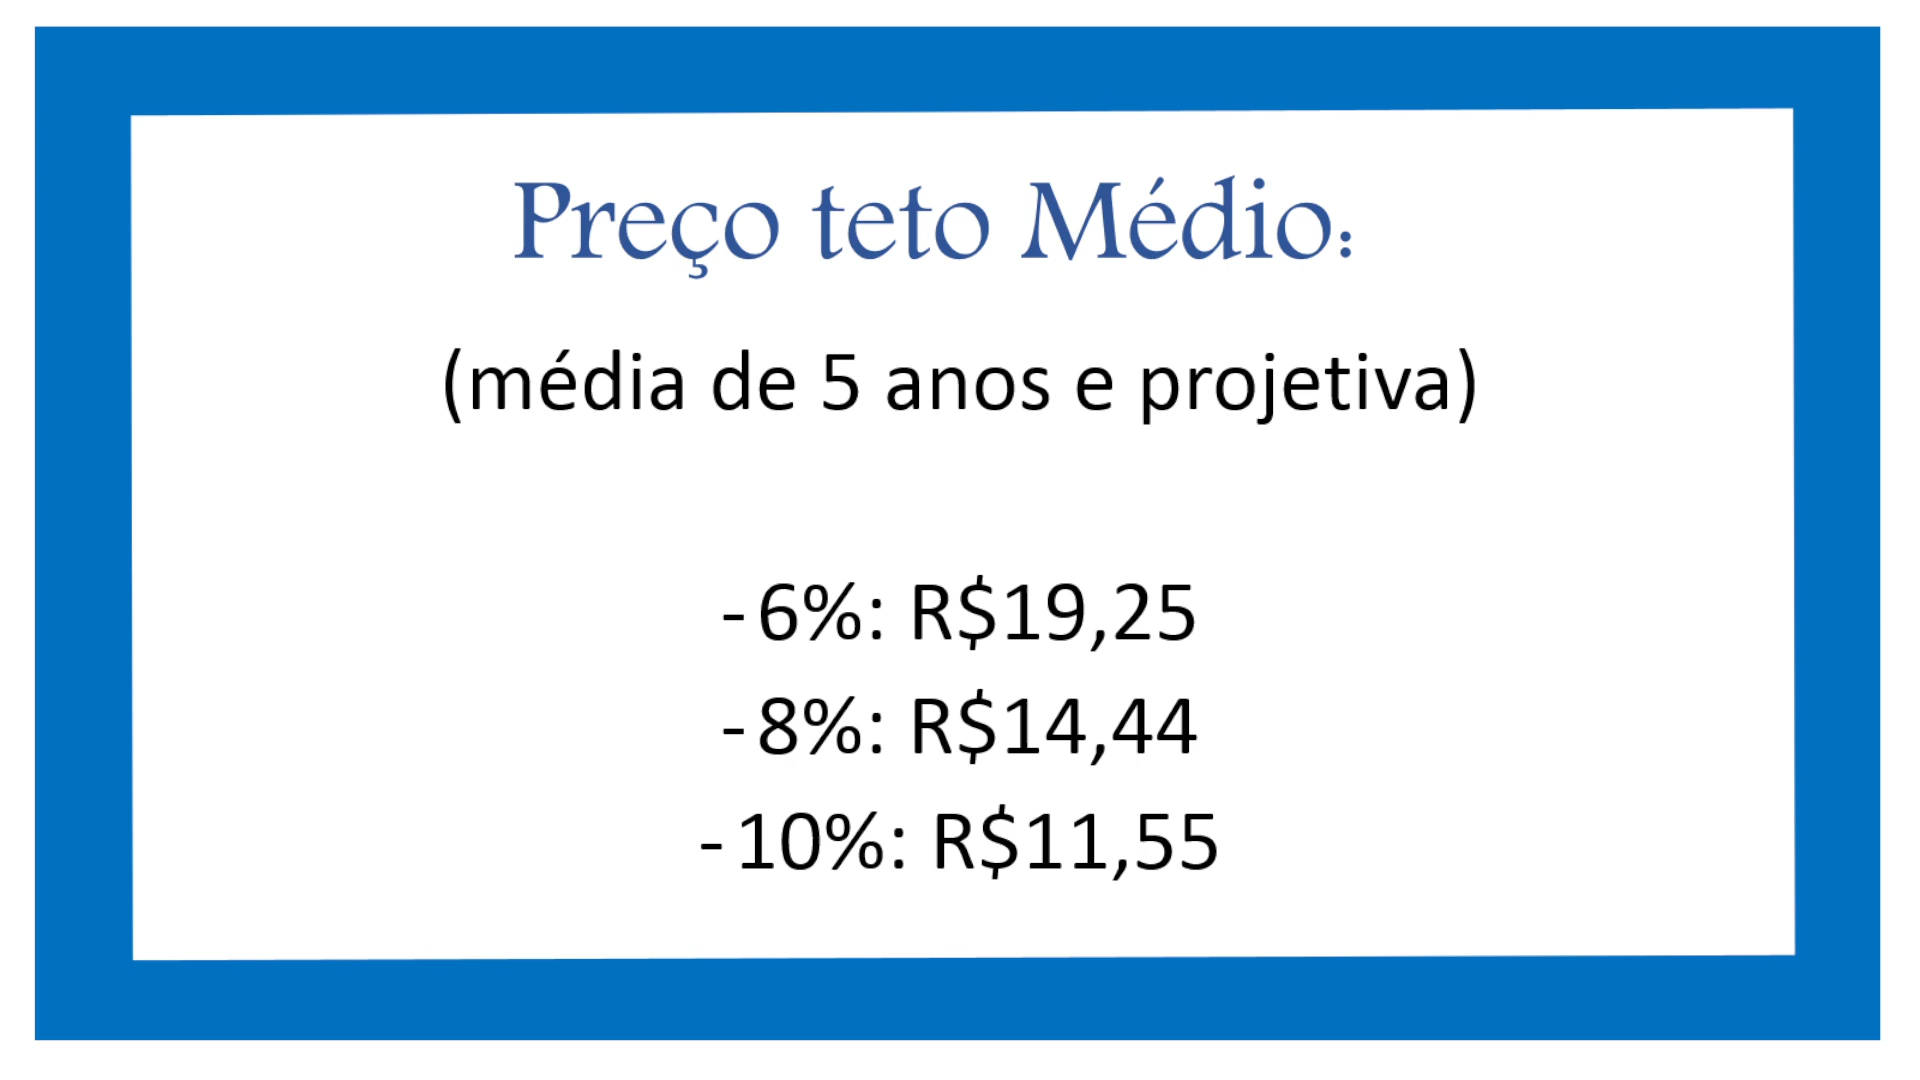 Preço teto Médio:
(média de 5 anos e projetiva)
- 6%: R$19,25
- 8%: R$14,44
- 10%: R$11,55